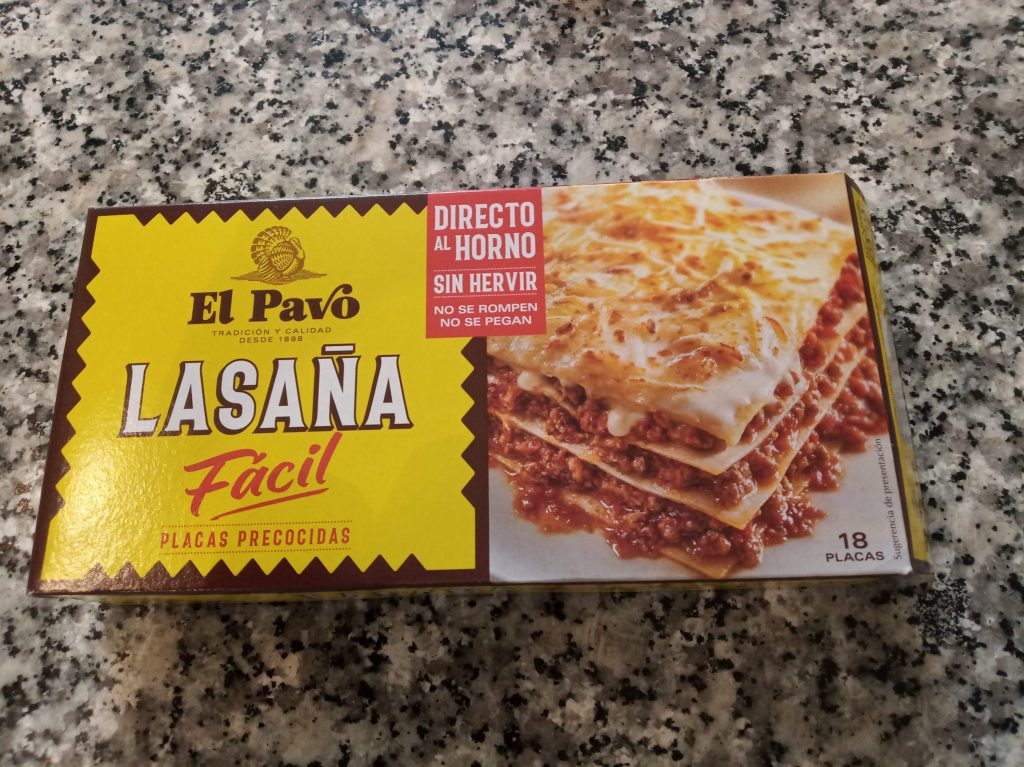 El Pavo
TRADICIÓN Y CALIDAD
DESDE 1898
LASAÑA
Fácil
PLACAS PRECOCIDAS
DIRECTO
AL HORNO
SIN HERVIR
NO SE ROMPEN
NO SE PEGAN
18
PLACAS
Sugerencia de presentación